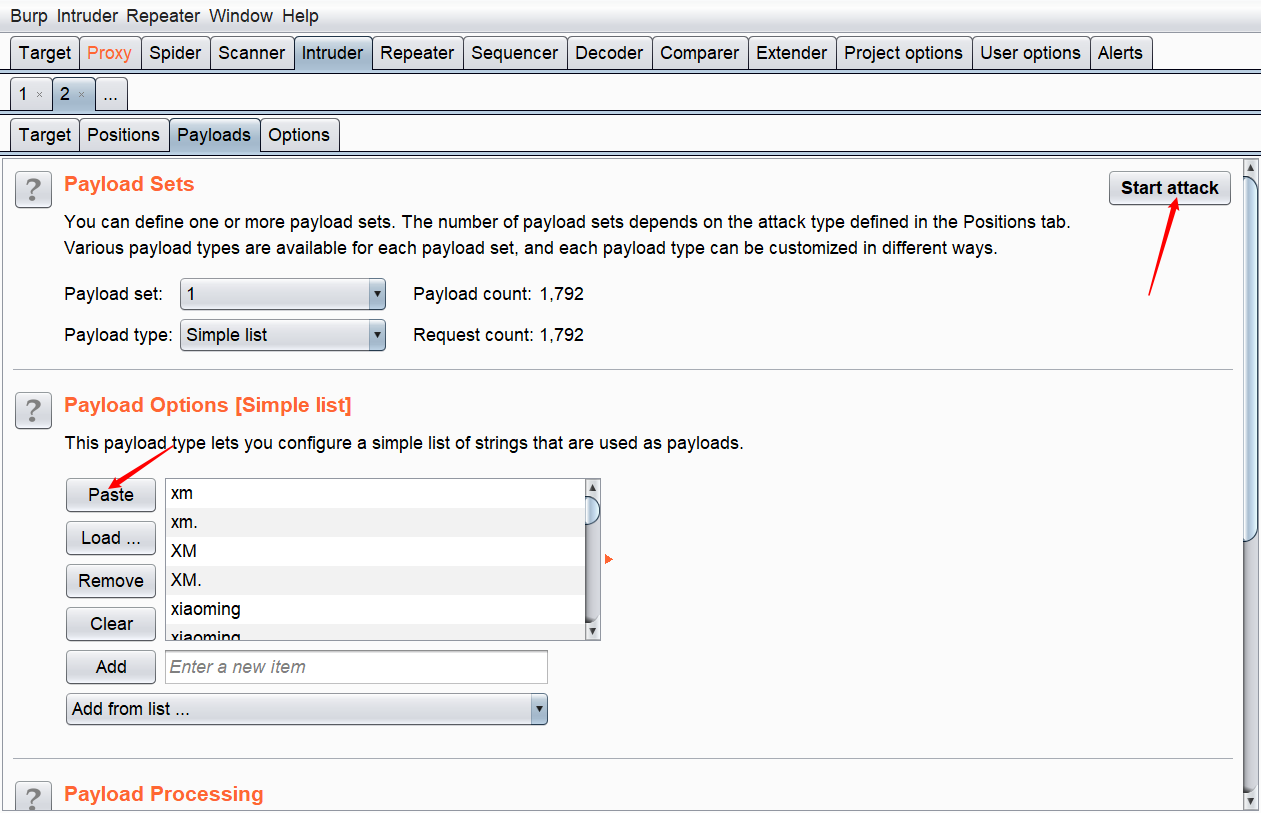 Burp Intruder Repeater Window Help
Target Proxy Spider Scanner Intruder Repeater Sequencer Decoder Comparer Extender Project options User options Alerts
1 × 2 × ...
Target Positions Payloads Options
? Payload Sets
Start attack
You can define one or more payload sets. The number of payload sets depends on the attack type defined in the Positions tab.
Various payload types are available for each payload set, and each payload type can be customized in different ways.
Payload set: 1 Payload count: 1,792
Payload type: Simple list Request count: 1,792
? Payload Options [Simple list]
This payload type lets you configure a simple list of strings that are used as payloads.
Paste xm
xm.
Load ... XM
Remove XM.
Clear xiaoming
xiaoming
Add Enter a new item
Add from list ...
? Payload Processing